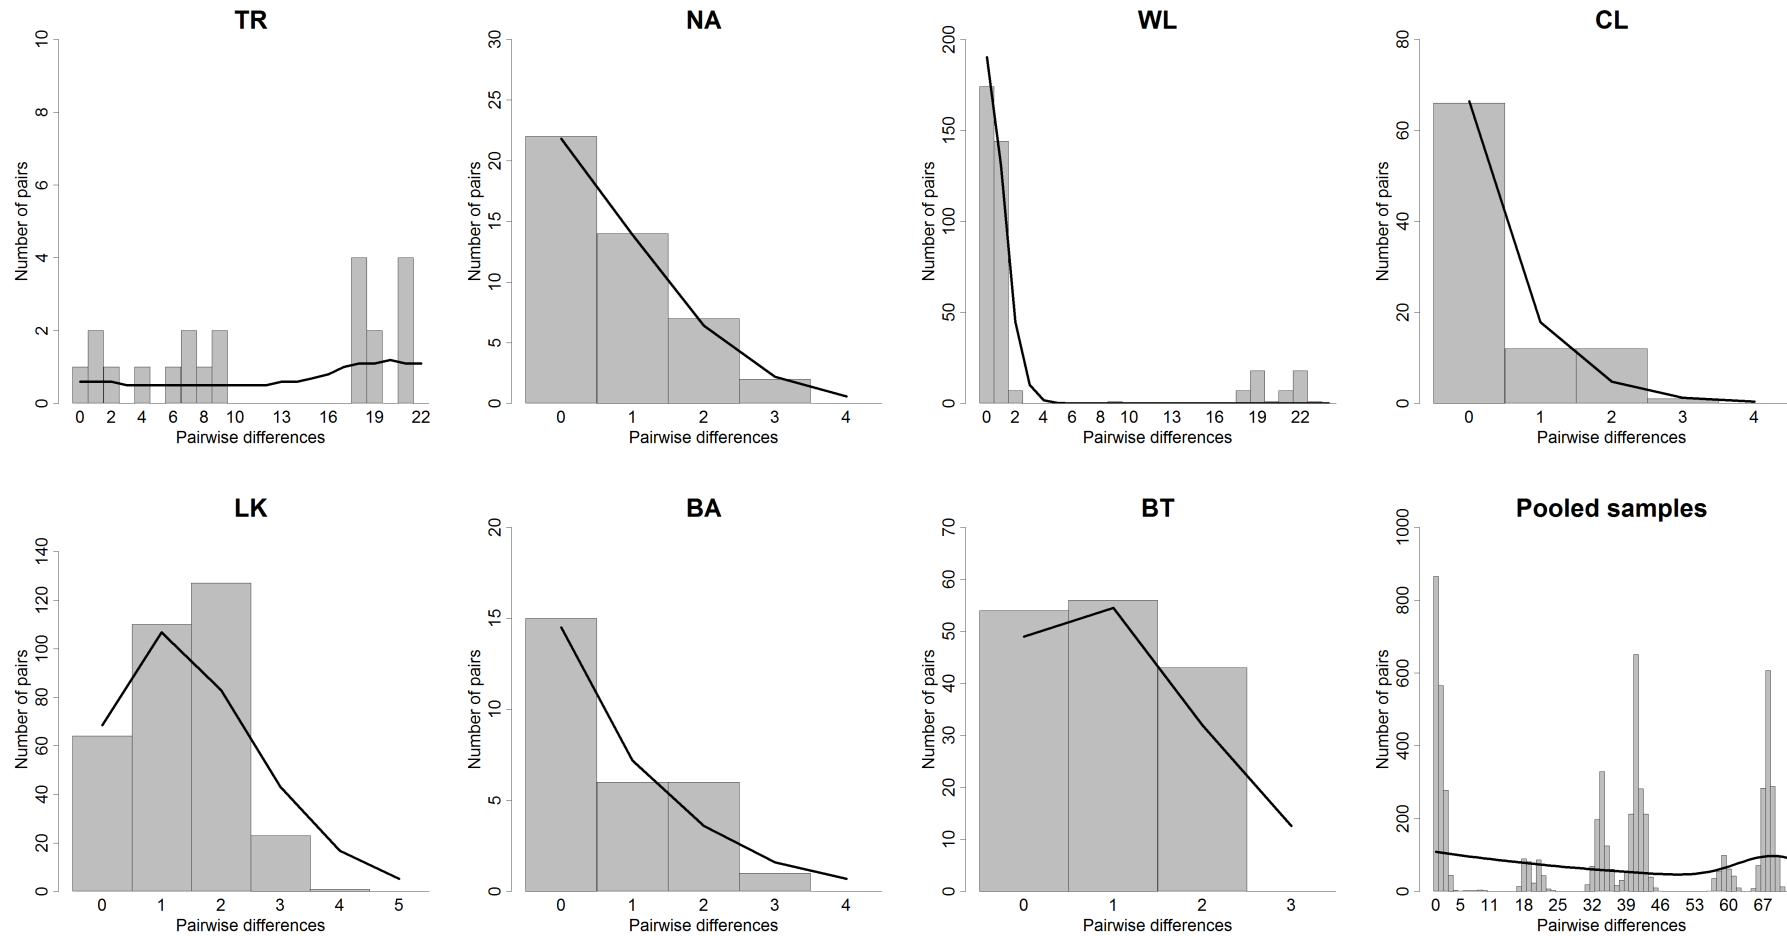 TR
10
8
6
4
2
0
Number of pairs
0 2 4 6 8 10 13 16 19 22
Pairwise differences
NA
30
25
20
15
10
5
0
Number of pairs
0 1 2 3 4
Pairwise differences
WL
200
150
100
50
0
Number of pairs
0 2 4 6 8 10 13 16 19 22
Pairwise differences
CL
80
60
40
20
0
Number of pairs
0 1 2 3 4
Pairwise differences
LK
140
120
100
80
60
40
20
0
Number of pairs
0 1 2 3 4 5
Pairwise differences
BA
20
15
10
5
0
Number of pairs
0 1 2 3 4
Pairwise differences
BT
70
60
50
40
30
20
10
0
Number of pairs
0 1 2 3
Pairwise differences
Pooled samples
1000
800
600
400
200
0
Number of pairs
0 5 11 18 25 32 39 46 53 60 67
Pairwise differences